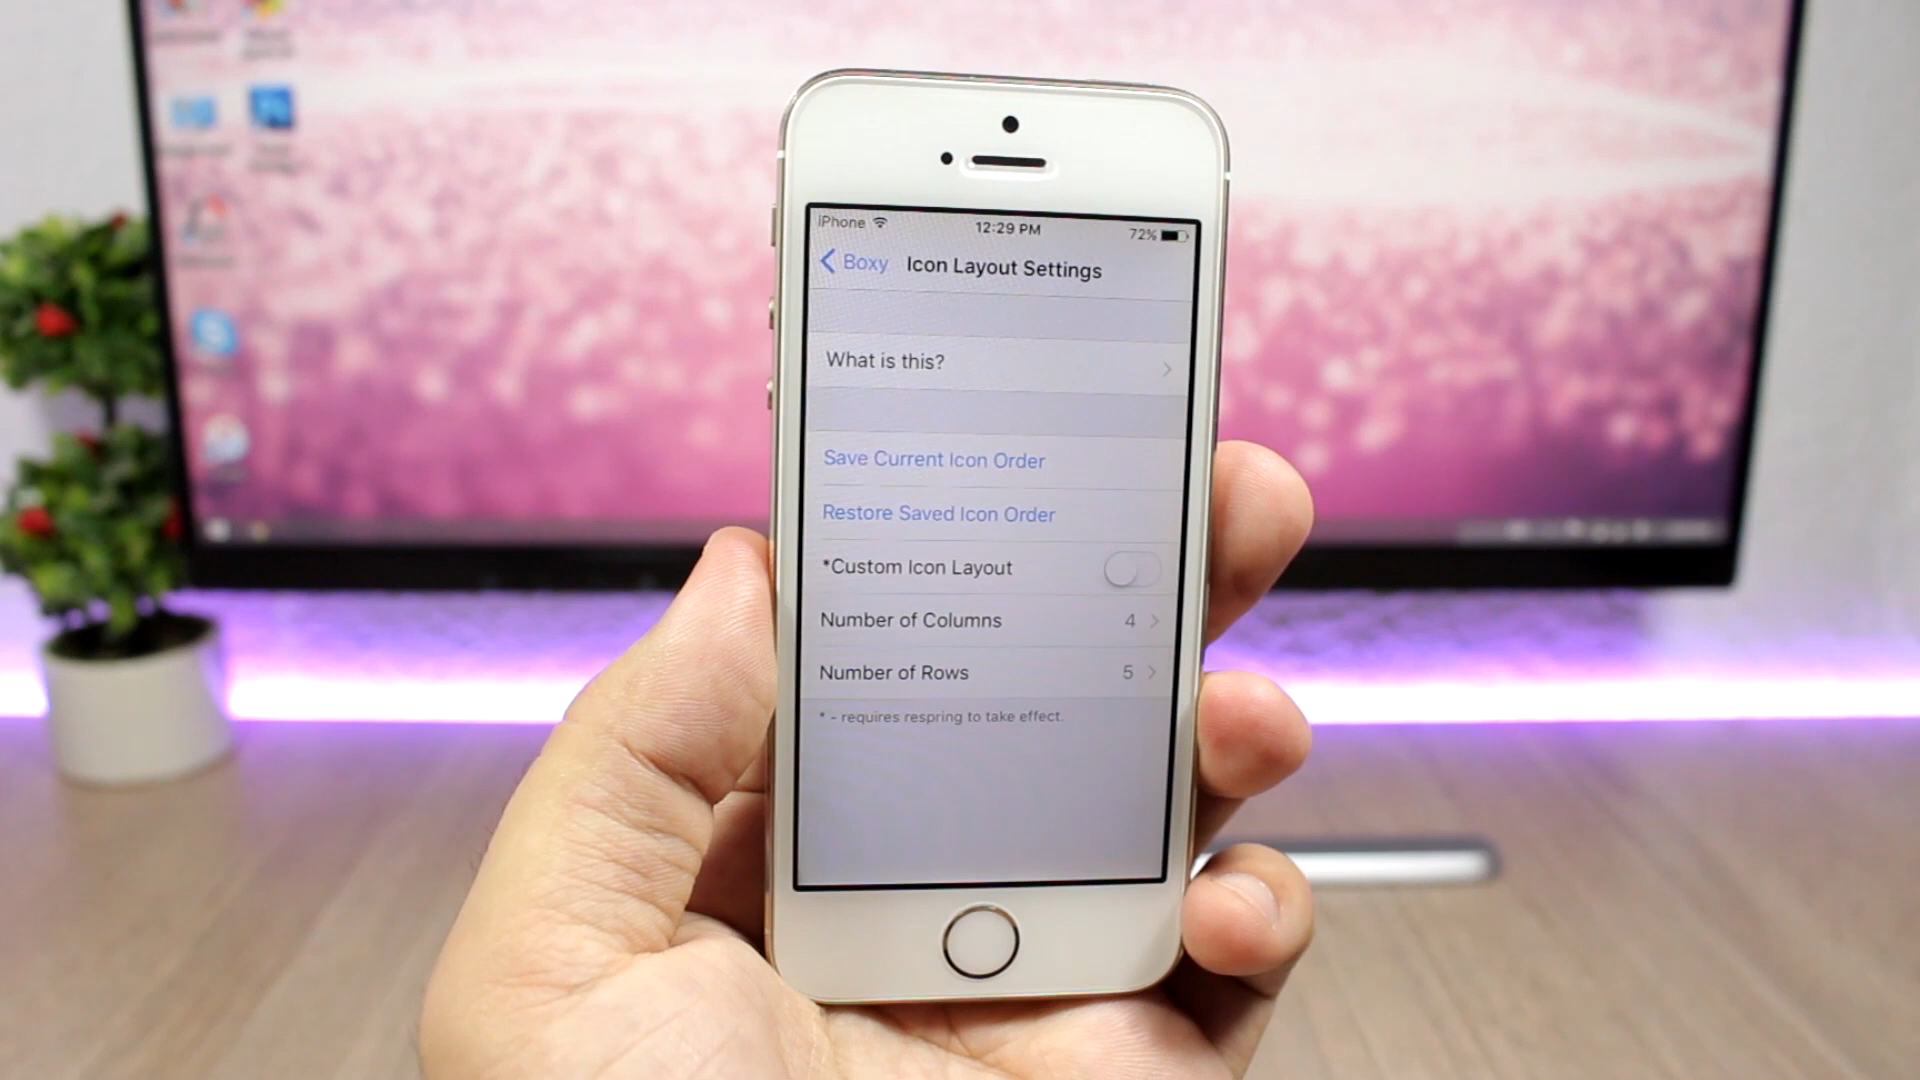 iPhone 12:29 PM 72%
Boxy Icon Layout Settings
What is this?
Save Current Icon Order
Restore Saved Icon Order
*Custom Icon Layout
Number of Columns 4
Number of Rows 5
* - requires respring to take effect.